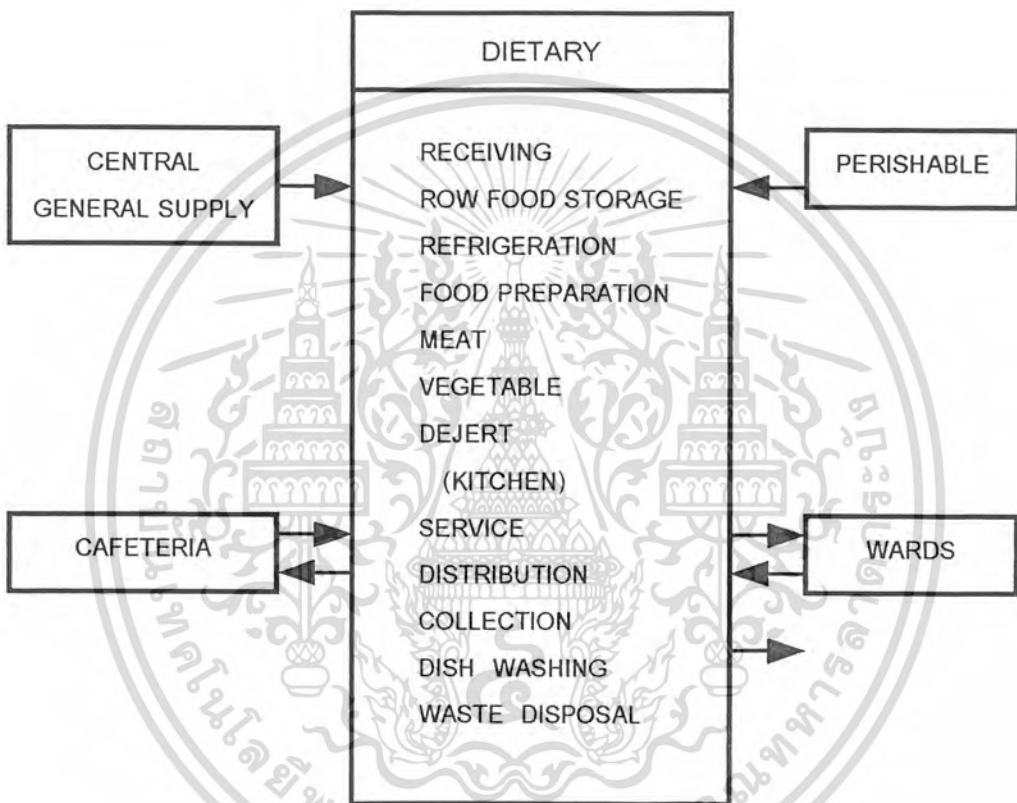 DIETARY
CENTRAL
GENERAL SUPPLY
PERISHABLE
RECEIVING
ROW FOOD STORAGE
REFRIGERATION
FOOD PREPARATION
MEAT
VEGETABLE
DEJERT
(KITCHEN)
SERVICE
DISTRIBUTION
COLLECTION
DISH WASHING
WASTE DISPOSAL
CAFETERIA
WARDS